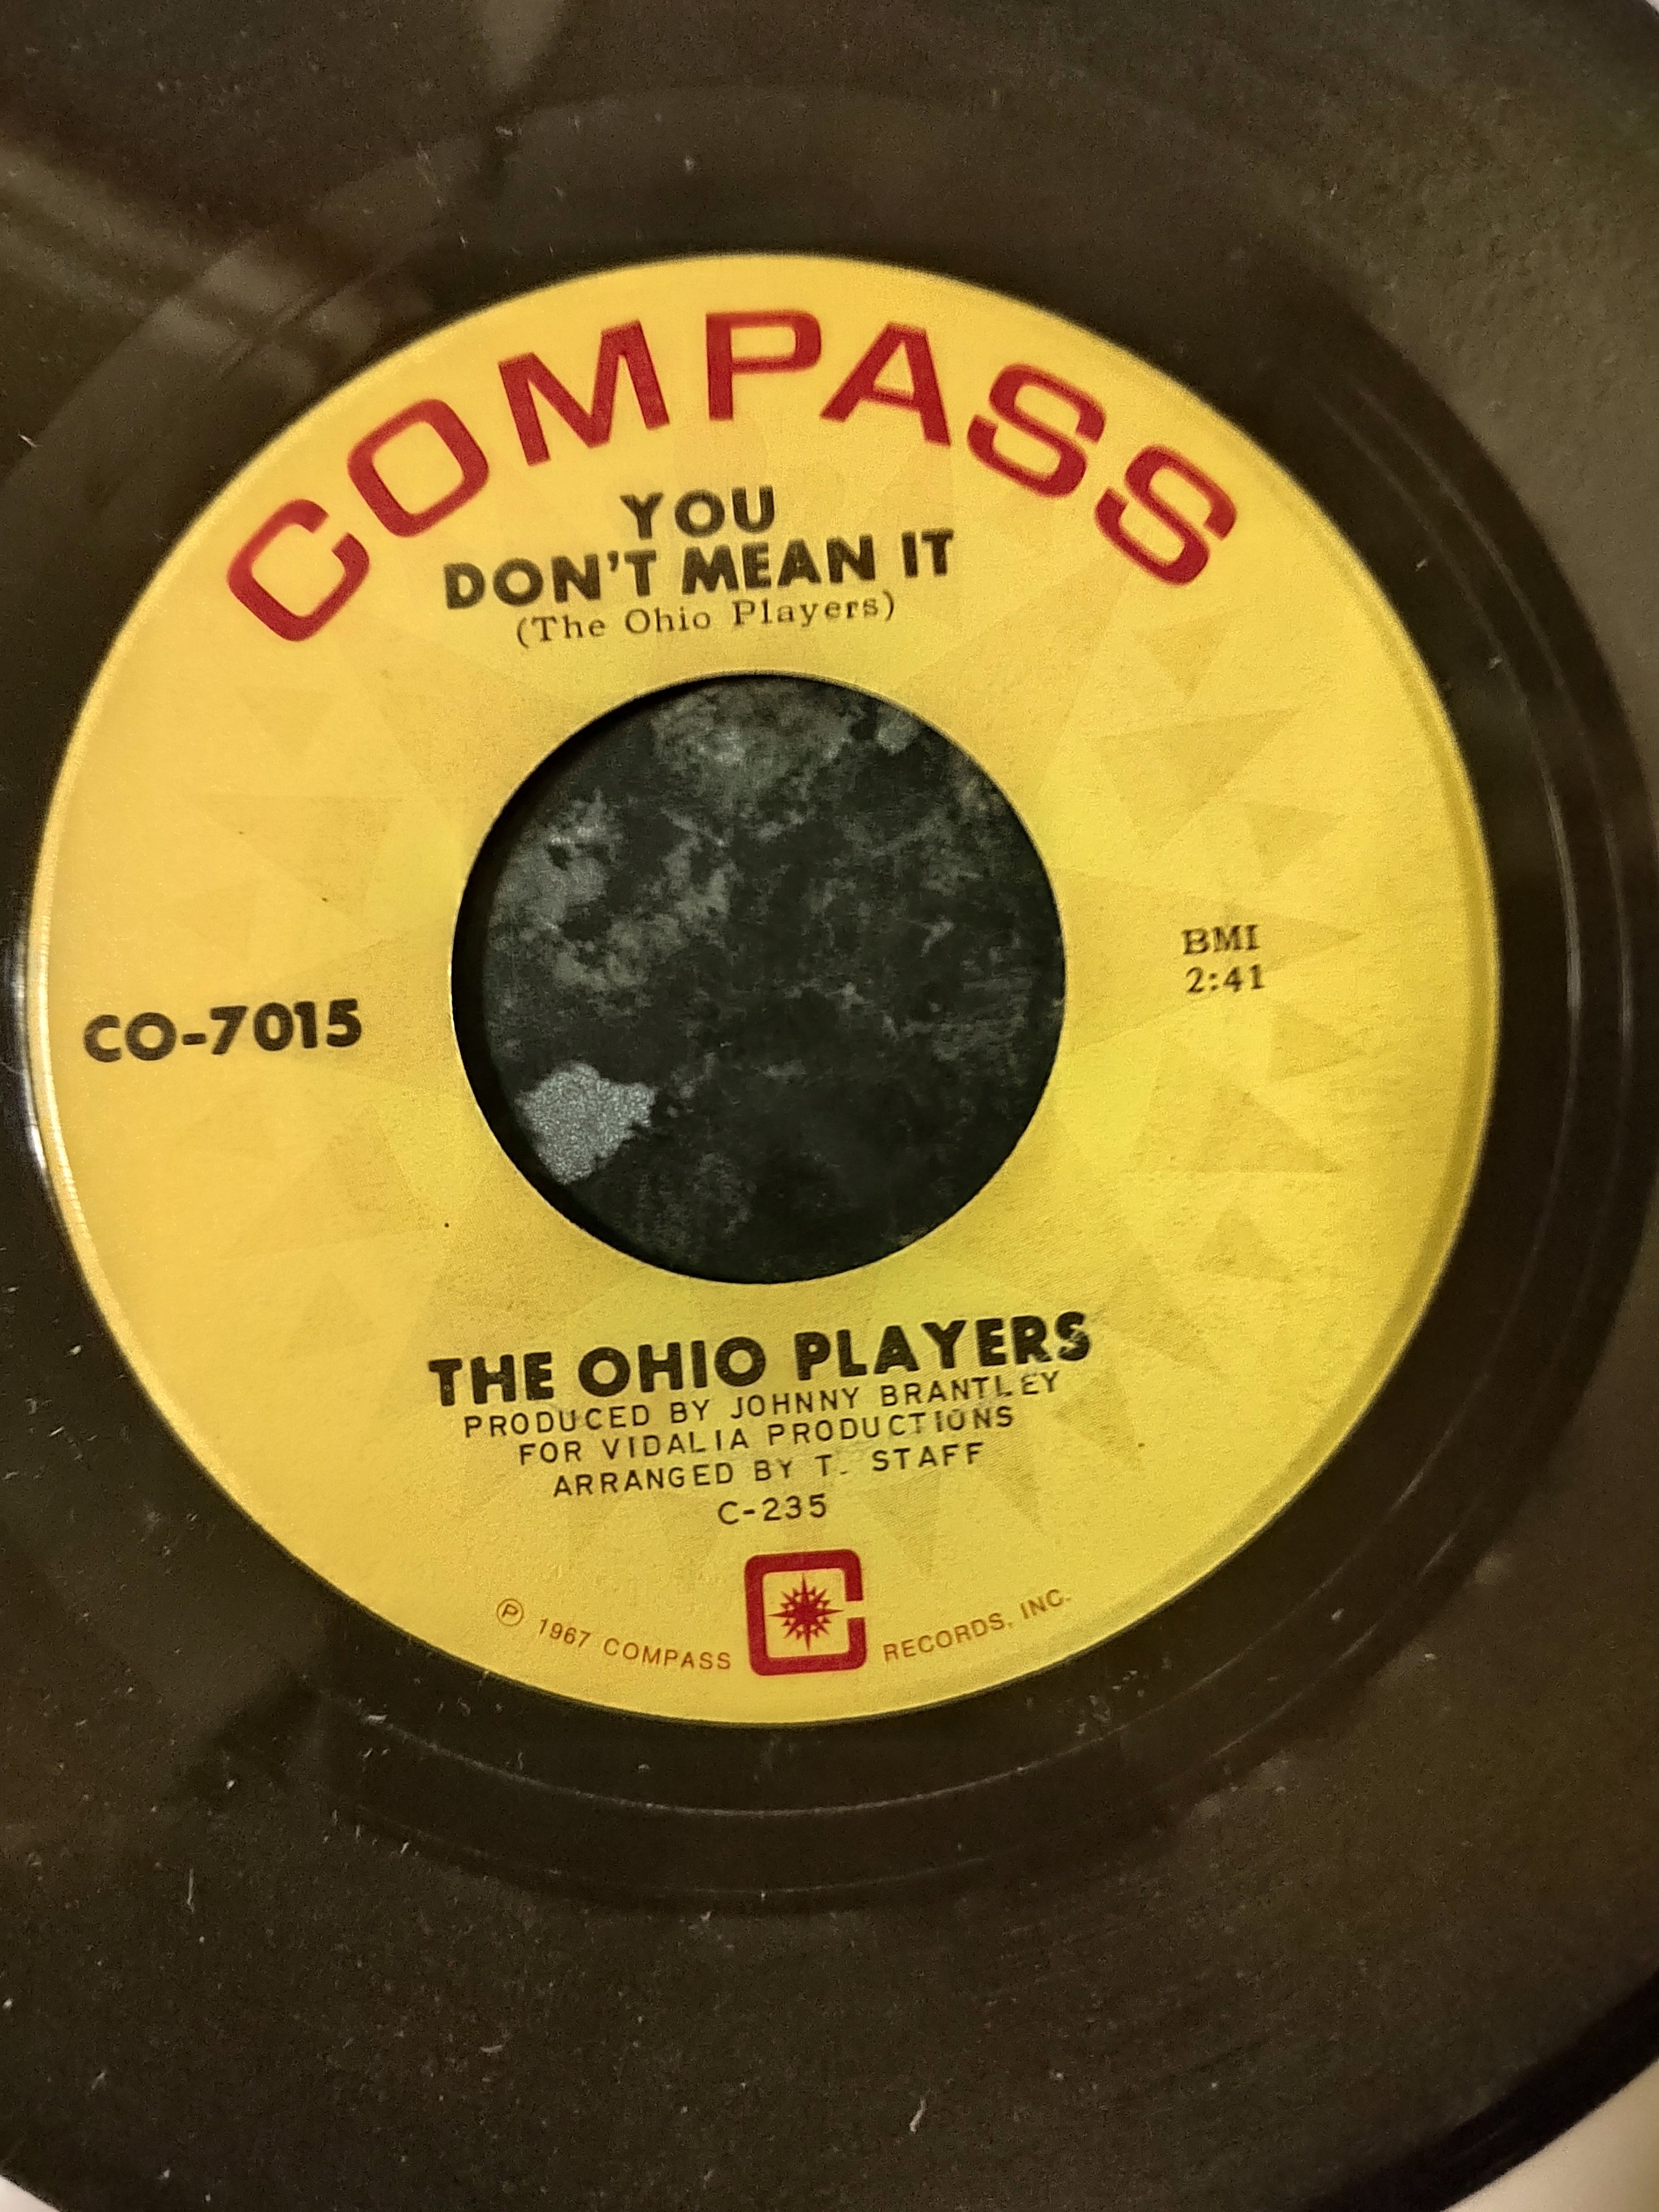 COMPASS
YOU
DON'T MEAN IT
(The Ohio Players)
BMI
2:41
CO-7015
THE OHIO PLAYERS
PRODUCED BY JOHNNY BRANTLEY
FOR VIDALIA PRODUCTIONS
ARRANGED BY T. STAFF
C-235
Ⓟ 1967 COMPASS C RECORDS, INC.